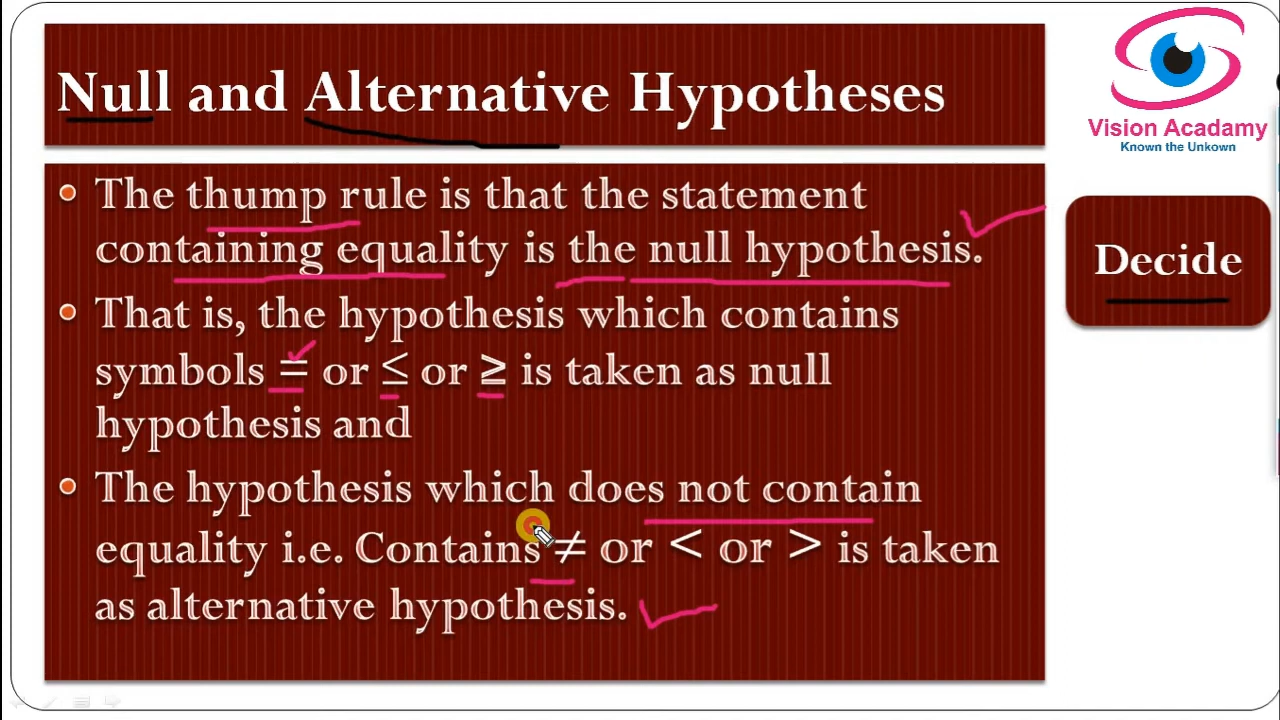 Null and Alternative Hypotheses
Vision Acadamy
Known the Unkown
• The thump rule is that the statement
containing equality is the null hypothesis.
• That is, the hypothesis which contains
symbols = or ≤ or ≥ is taken as null
hypothesis and
• The hypothesis which does not contain
equality i.e. Contains ≠ or < or > is taken
as alternative hypothesis.
Decide